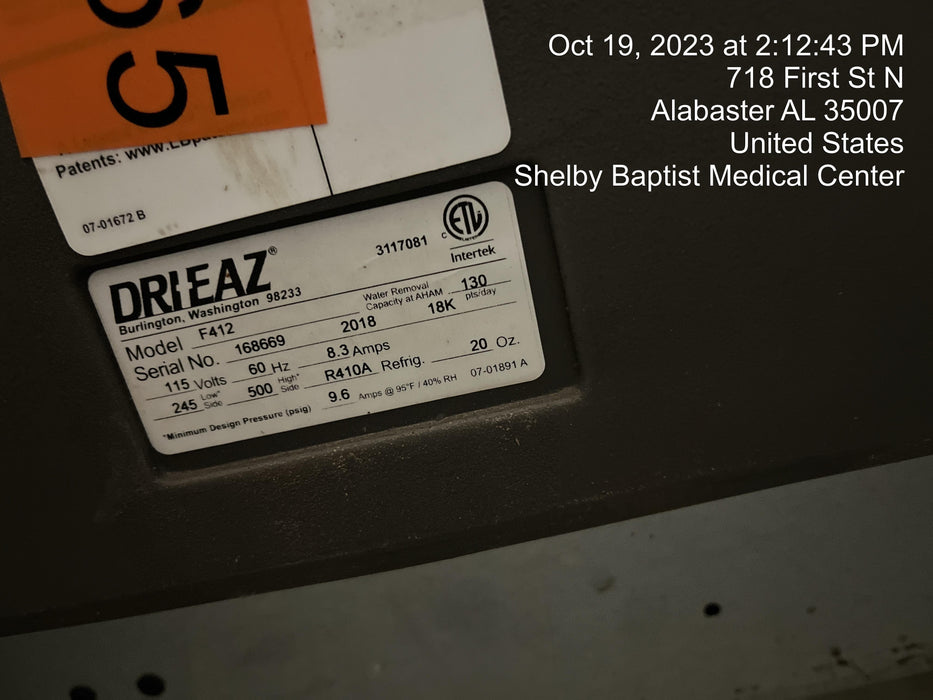 Oct 19, 2023 at 2:12:43 PM
718 First St N
Alabaster AL 35007
United States
Shelby Baptist Medical Center
5
Patents: www.
07-01672 B
DRIEAZ®
Burlington, Washington 98233
3117081
C ETL
Intertek
Model F412
Water Removal Capacity at AHAM 130 pts/day
Serial No. 168669 2018 18K
115 Volts 60 Hz 8.3 Amps
245 Low* Side 500 High* Side R410A Refrig. 20 Oz.
*Minimum Design Pressure (psig) 9.6 Amps @ 95°F / 40% RH 07-01891 A